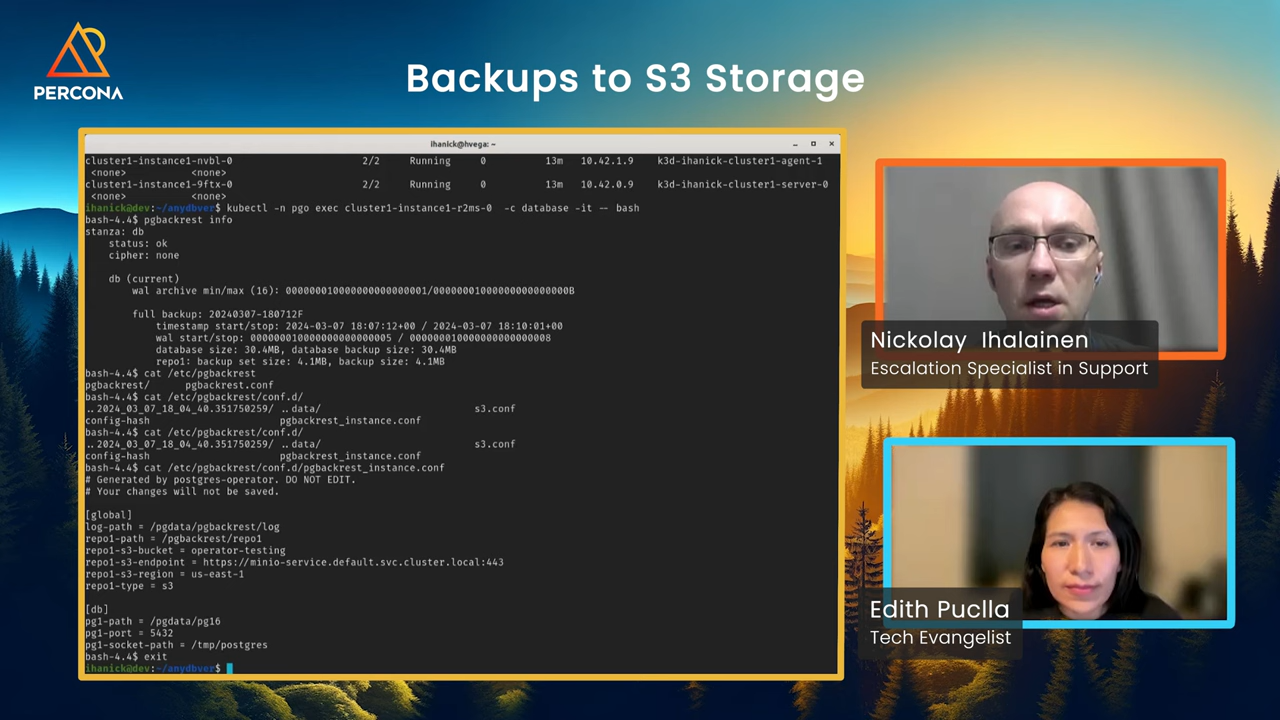 PERCONA
Backups to S3 Storage
ihanick@hvega: ~
cluster1-instance1-nvbl-0 2/2 Running 0 13m 10.42.1.9 k3d-ihanick-cluster1-agent-1
<none> <none>
cluster1-instance1-9ftx-0 2/2 Running 0 13m 10.42.0.9 k3d-ihanick-cluster1-server-0
<none> <none>
ihanick@dev:~/anydbver$ kubectl -n pgo exec cluster1-instance1-r2ms-0 -c database -it -- bash
bash-4.4$ pgbackrest info
stanza: db
status: ok
cipher: none
db (current)
wal archive min/max (16): 000000010000000000000001/00000001000000000000000B
full backup: 20240307-180712F
timestamp start/stop: 2024-03-07 18:07:12+00 / 2024-03-07 18:10:01+00
wal start/stop: 000000010000000000000005 / 000000010000000000000008
database size: 30.4MB, database backup size: 30.4MB
repo1: backup set size: 4.1MB, backup size: 4.1MB
bash-4.4$ cat /etc/pgbackrest
pgbackrest/ pgbackrest.conf
bash-4.4$ cat /etc/pgbackrest/conf.d/
..2024_03_07_18_04_40.351750259/ ..data/ s3.conf
config-hash pgbackrest_instance.conf
bash-4.4$ cat /etc/pgbackrest/conf.d/
..2024_03_07_18_04_40.351750259/ ..data/ s3.conf
config-hash pgbackrest_instance.conf
bash-4.4$ cat /etc/pgbackrest/conf.d/pgbackrest_instance.conf
# Generated by postgres-operator. DO NOT EDIT.
# Your changes will not be saved.
[global]
log-path = /pgdata/pgbackrest/log
repo1-path = /pgbackrest/repo1
repo1-s3-bucket = operator-testing
repo1-s3-endpoint = https://minio-service.default.svc.cluster.local:443
repo1-s3-region = us-east-1
repo1-type = s3
[db]
pg1-path = /pgdata/pg16
pg1-port = 5432
pg1-socket-path = /tmp/postgres
bash-4.4$ exit
ihanick@dev:~/anydbver$
Nickolay Ihalainen
Escalation Specialist in Support
Edith Puclla
Tech Evangelist